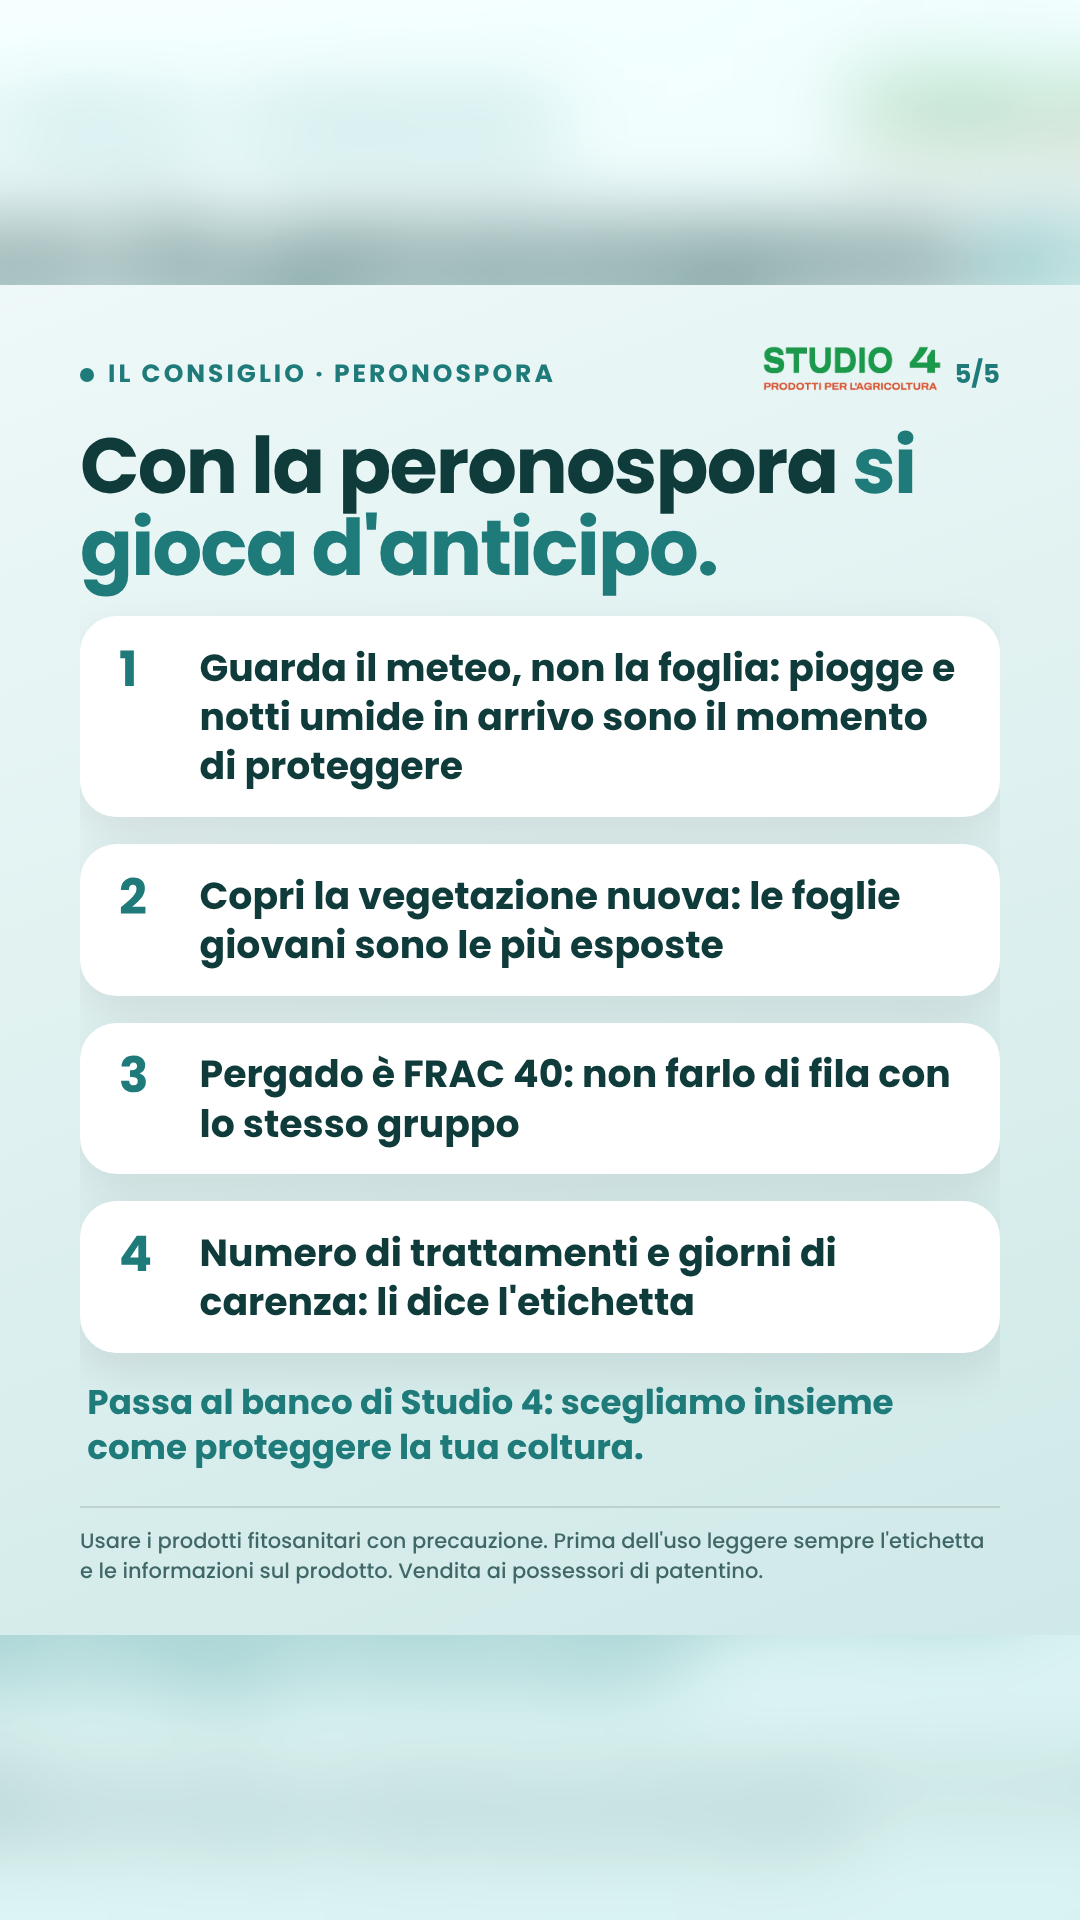 IL CONSIGLIO · PERONOSPORA
STUDIO 4
PRODOTTI PER L'AGRICOLTURA
5/5
Con la peronospora si
gioca d'anticipo.
1
Guarda il meteo, non la foglia: piogge e
notti umide in arrivo sono il momento
di proteggere
2
Copri la vegetazione nuova: le foglie
giovani sono le più esposte
3
Pergado è FRAC 40: non farlo di fila con
lo stesso gruppo
4
Numero di trattamenti e giorni di
carenza: li dice l'etichetta
Passa al banco di Studio 4: scegliamo insieme
come proteggere la tua coltura.
Usare i prodotti fitosanitari con precauzione. Prima dell'uso leggere sempre l'etichetta
e le informazioni sul prodotto. Vendita ai possessori di patentino.